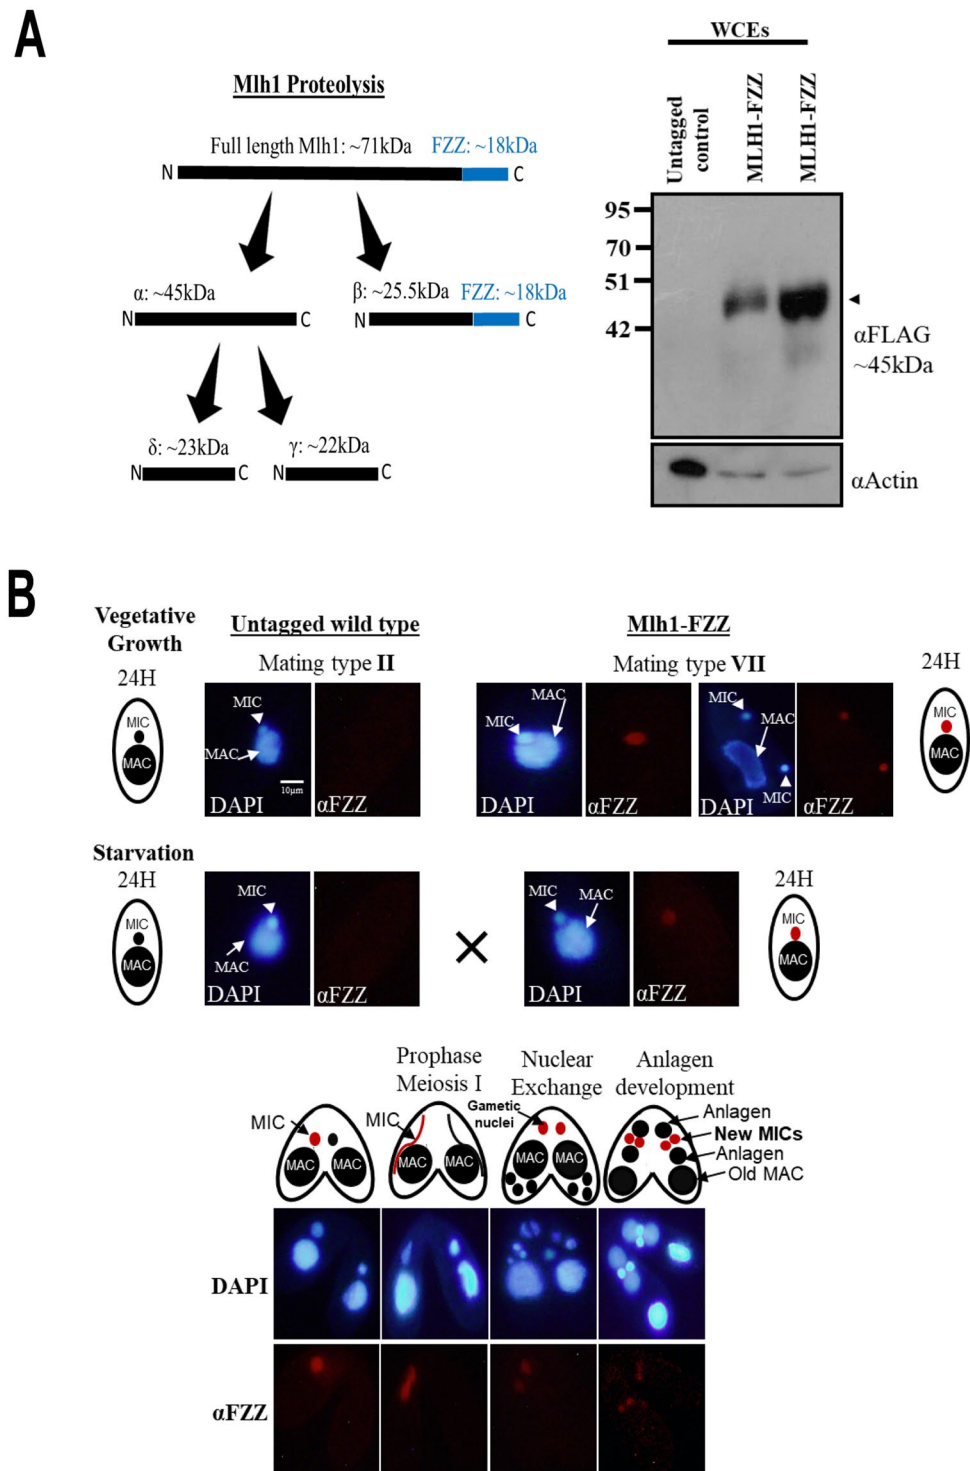 A
Mlh1 Proteolysis
Full length Mlh1: ~71kDa FZZ: ~18kDa
N C
α: ~45kDa
N C
β: ~25.5kDa FZZ: ~18kDa
N C
δ: ~23kDa
N C
γ: ~22kDa
N C
WCEs
Untagged
control
MLH1-FZZ
MLH1-FZZ
95
70
51
42
αFLAG
~45kDa
αActin
B
Vegetative
Growth
24H
MIC
MAC
Untagged wild type
Mating type II
MIC
MAC
10µm
DAPI
αFZZ
Mlh1-FZZ
Mating type VII
MAC
MIC
DAPI
αFZZ
MIC
MAC
MIC
DAPI
αFZZ
24H
MIC
MAC
Starvation
24H
MIC
MAC
MIC
MAC
DAPI
αFZZ
×
MIC
MAC
DAPI
αFZZ
24H
MIC
MAC
Prophase
Meiosis I
Nuclear
Exchange
Anlagen
development
MIC
MAC MAC
MIC
MAC MAC
Gametic
nuclei
MAC MAC
Anlagen
New MICs
Anlagen
Old MAC
DAPI
αFZZ